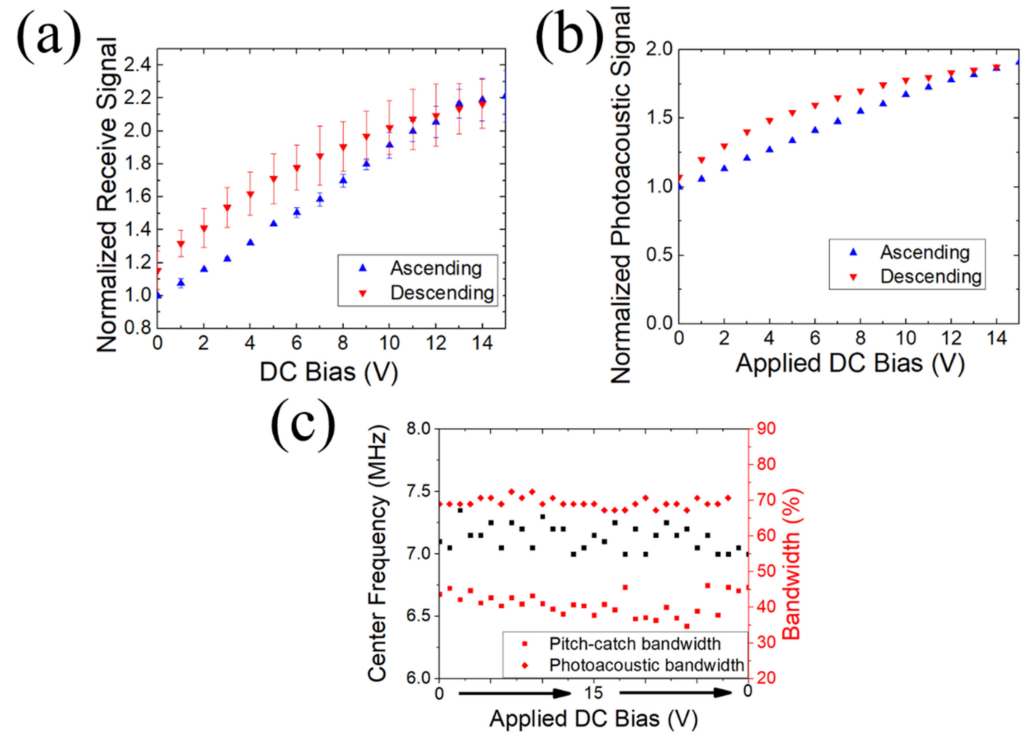 (a)
Normalized Receive Signal
2.4
2.2
2.0
1.8
1.6
1.4
1.2
1.0
0.8
0 2 4 6 8 10 12 14
DC Bias (V)
Ascending
Descending
(b)
Normalized Photoacoustic Signal
2.0
1.5
1.0
0.5
0.0
0 2 4 6 8 10 12 14
Applied DC Bias (V)
Ascending
Descending
(c)
Center Frequency (MHz)
8.0
7.5
7.0
6.5
6.0
90
80
70
60
50
40
30
20
Bandwidth (%)
Pitch-catch bandwidth
Photoacoustic bandwidth
0 15 0
Applied DC Bias (V)